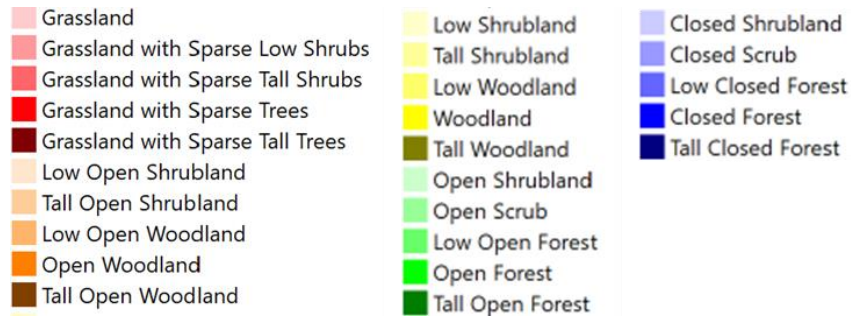 Grassland
Grassland with Sparse Low Shrubs
Grassland with Sparse Tall Shrubs
Grassland with Sparse Trees
Grassland with Sparse Tall Trees
Low Open Shrubland
Tall Open Shrubland
Low Open Woodland
Open Woodland
Tall Open Woodland
Low Shrubland
Tall Shrubland
Low Woodland
Woodland
Tall Woodland
Open Shrubland
Open Scrub
Low Open Forest
Open Forest
Tall Open Forest
Closed Shrubland
Closed Scrub
Low Closed Forest
Closed Forest
Tall Closed Forest